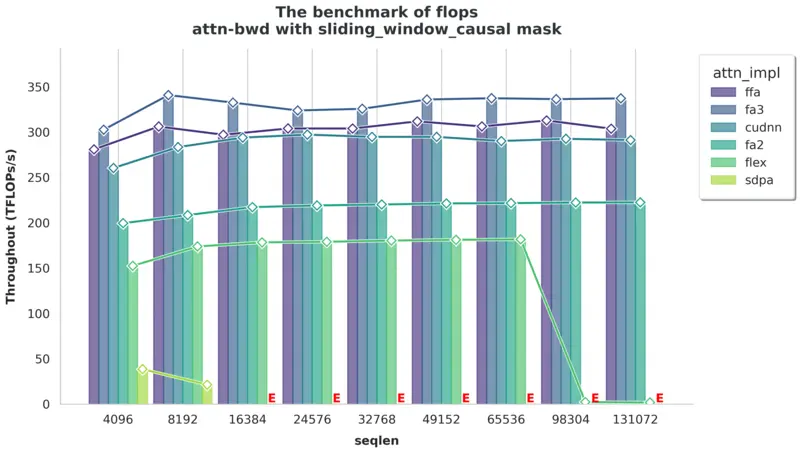 The benchmark of flops
attn-bwd with sliding_window_causal mask
Throughout (TFLOPs/s)
350
300
250
200
150
100
50
0
E E E E E E E
4096 8192 16384 24576 32768 49152 65536 98304 131072
seqlen
attn_impl
ffa
fa3
cudnn
fa2
flex
sdpa